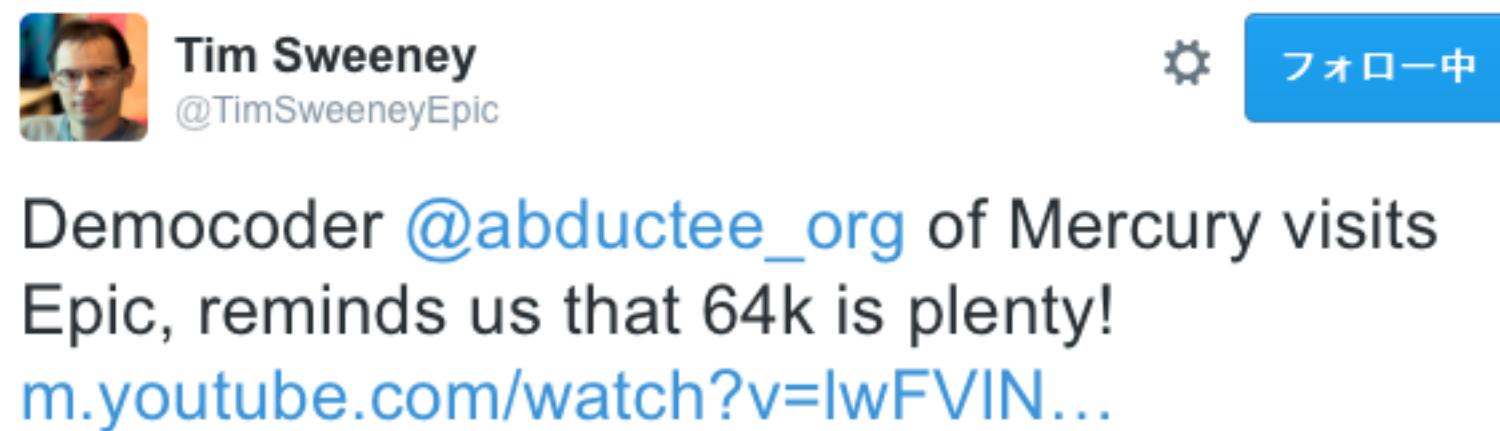 Tim Sweeney
@TimSweeneyEpic
フォロー中
Democoder @abductee_org of Mercury visits
Epic, reminds us that 64k is plenty!
m.youtube.com/watch?v=lwFVlN…